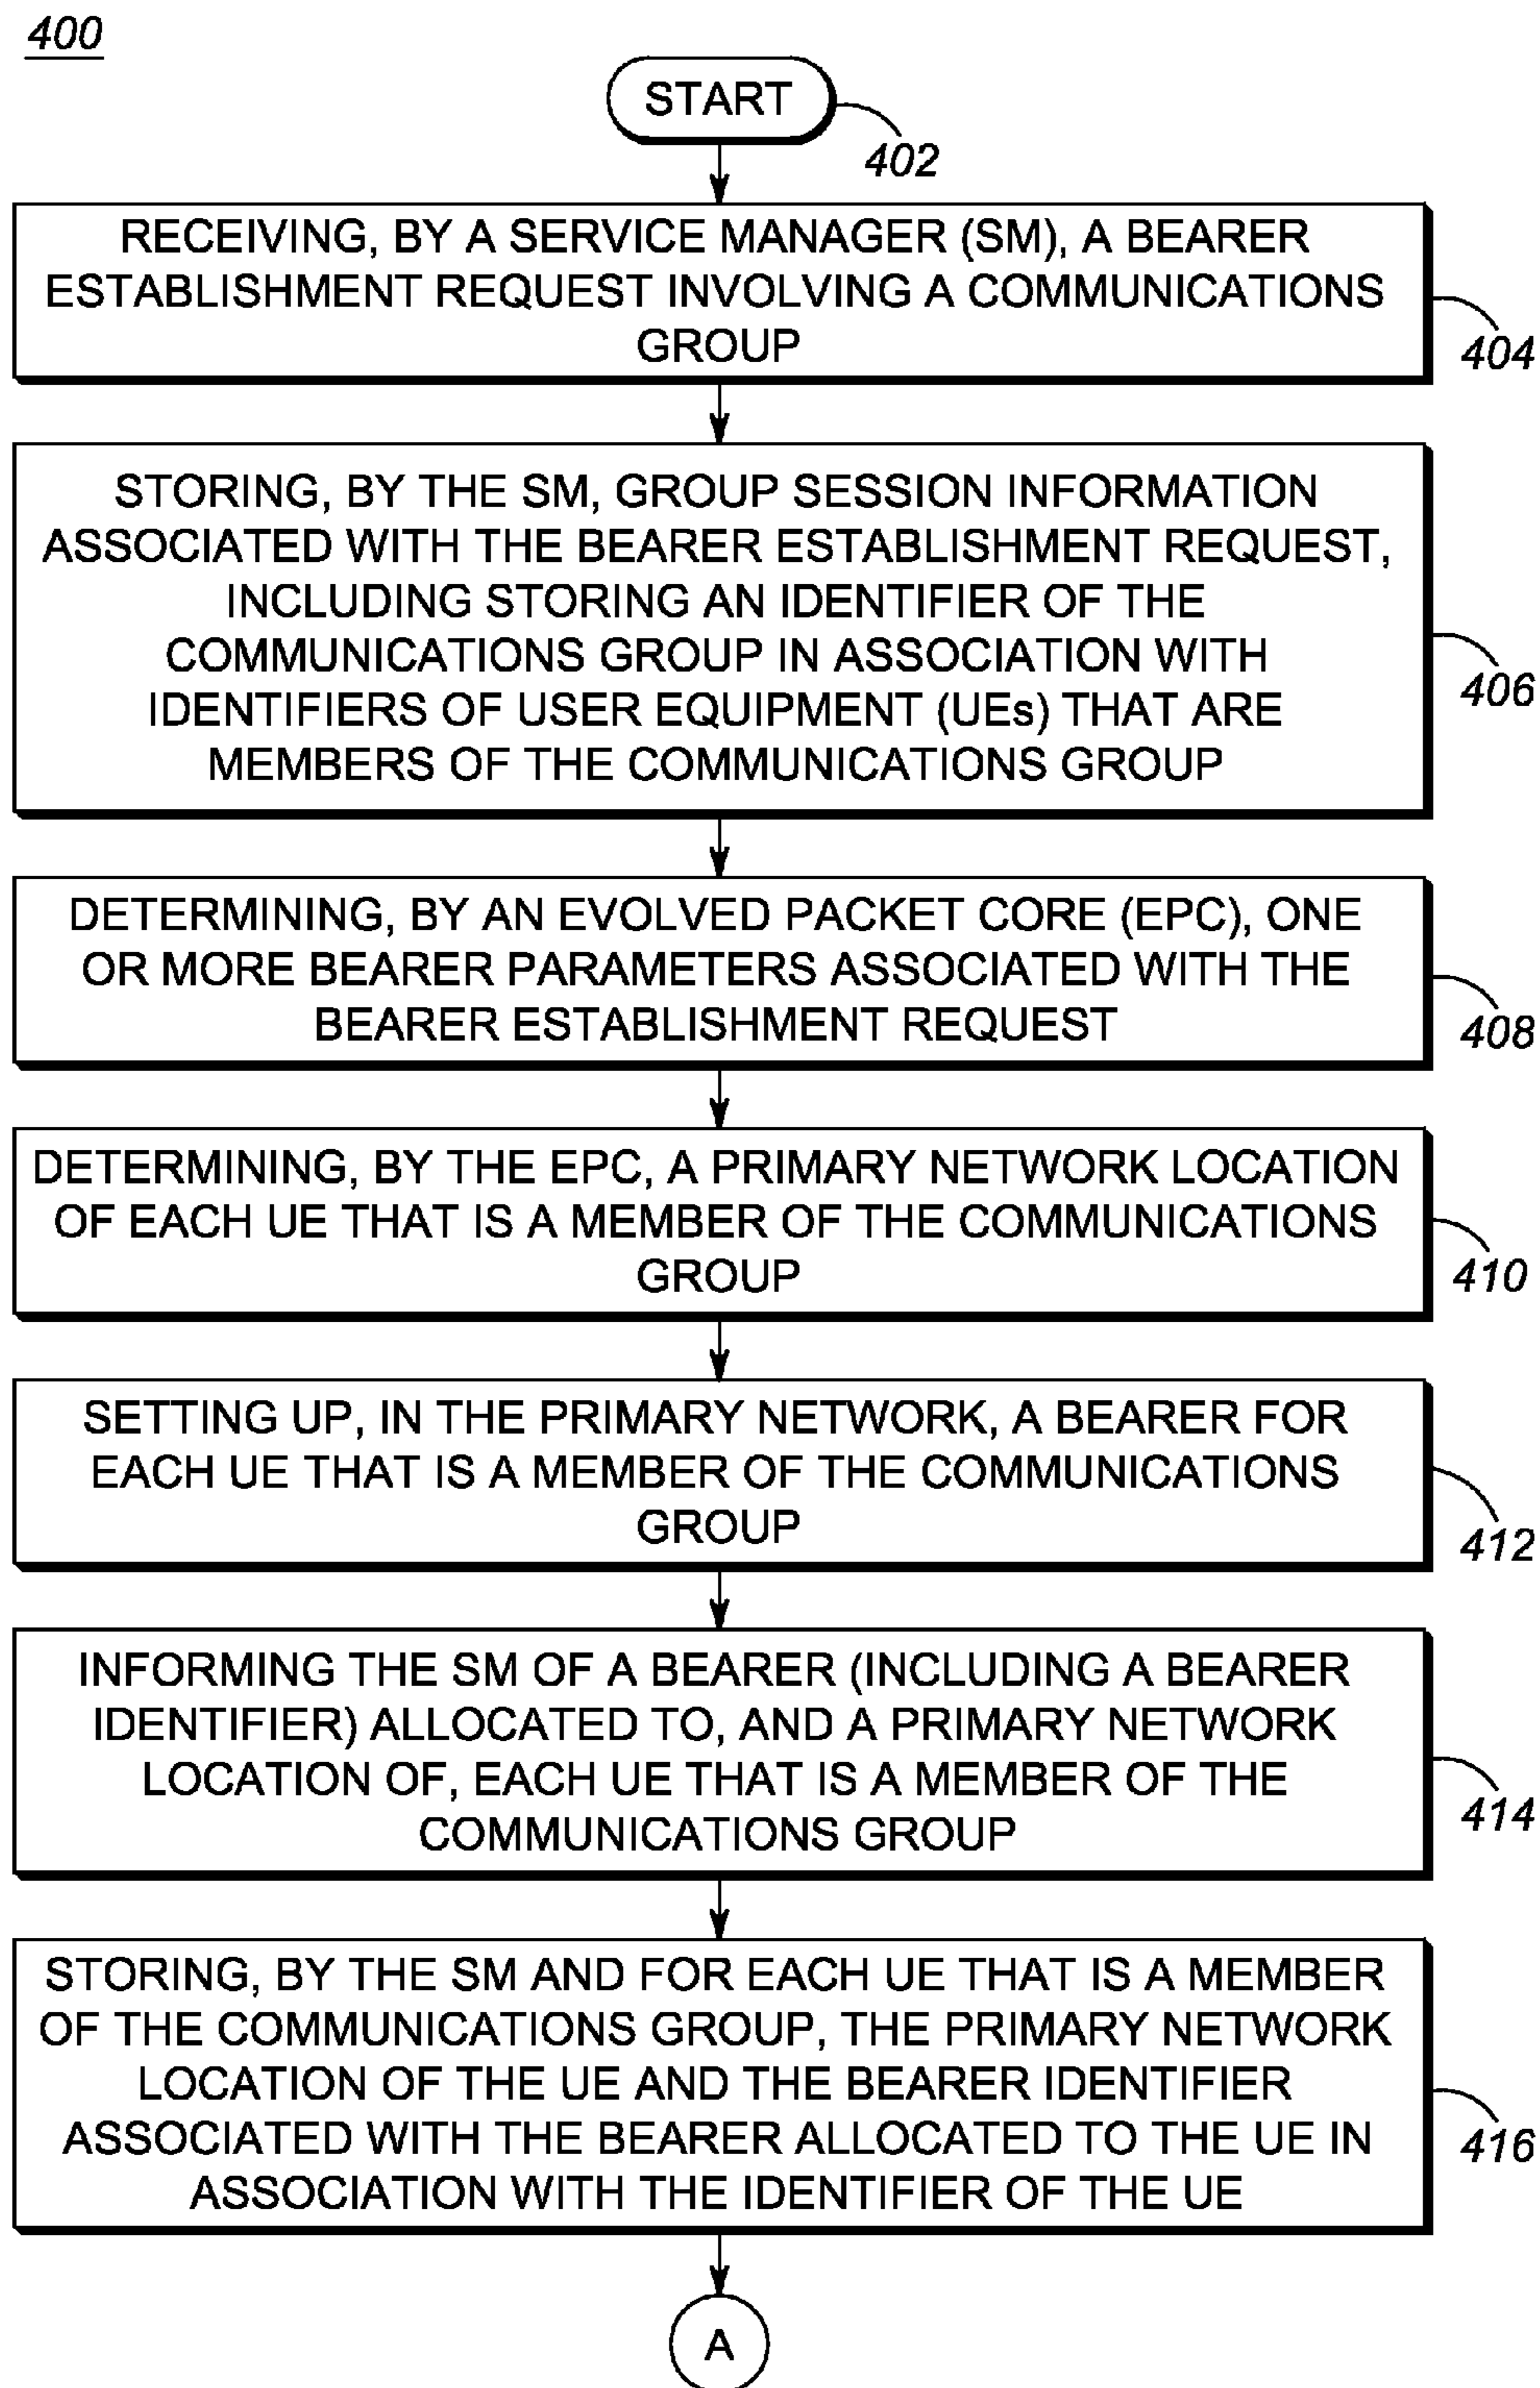 400
START
402
RECEIVING, BY A SERVICE MANAGER (SM), A BEARER
ESTABLISHMENT REQUEST INVOLVING A COMMUNICATIONS
GROUP
404
STORING, BY THE SM, GROUP SESSION INFORMATION
ASSOCIATED WITH THE BEARER ESTABLISHMENT REQUEST,
INCLUDING STORING AN IDENTIFIER OF THE
COMMUNICATIONS GROUP IN ASSOCIATION WITH
IDENTIFIERS OF USER EQUIPMENT (UEs) THAT ARE
MEMBERS OF THE COMMUNICATIONS GROUP
406
DETERMINING, BY AN EVOLVED PACKET CORE (EPC), ONE
OR MORE BEARER PARAMETERS ASSOCIATED WITH THE
BEARER ESTABLISHMENT REQUEST
408
DETERMINING, BY THE EPC, A PRIMARY NETWORK LOCATION
OF EACH UE THAT IS A MEMBER OF THE COMMUNICATIONS
GROUP
410
SETTING UP, IN THE PRIMARY NETWORK, A BEARER FOR
EACH UE THAT IS A MEMBER OF THE COMMUNICATIONS
GROUP
412
INFORMING THE SM OF A BEARER (INCLUDING A BEARER
IDENTIFIER) ALLOCATED TO, AND A PRIMARY NETWORK
LOCATION OF, EACH UE THAT IS A MEMBER OF THE
COMMUNICATIONS GROUP
414
STORING, BY THE SM AND FOR EACH UE THAT IS A MEMBER
OF THE COMMUNICATIONS GROUP, THE PRIMARY NETWORK
LOCATION OF THE UE AND THE BEARER IDENTIFIER
ASSOCIATED WITH THE BEARER ALLOCATED TO THE UE IN
ASSOCIATION WITH THE IDENTIFIER OF THE UE
416
A